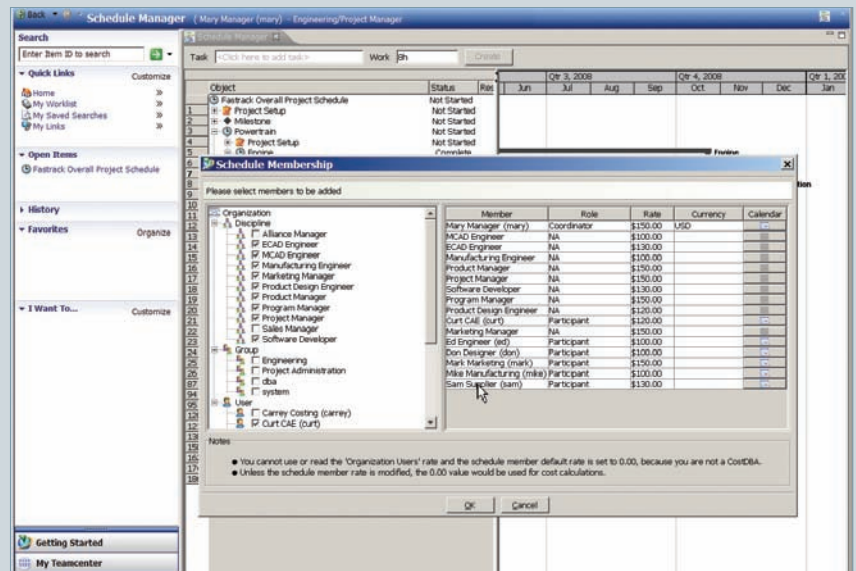 Back
Schedule Manager ( Mary Manager (mary) - Engineering/Project Manager
Search
Enter Item ID to search
Quick Links Customize
Home
My Worklist
My Saved Searches
My Links
Open Items
Fastrack Overall Project Schedule
History
Favorites Organize
I Want To... Customize
Getting Started
My Teamcenter
Schedule Manager
Task <Click here to add task> Work 8h Create
Object Status Res
Qtr 3, 2008 Qtr 4, 2008 Qtr 1, 200
Jun Jul Aug Sep Oct Nov Dec Jan
Fastrack Overall Project Schedule Not Started
1 Project Setup Not Started
2 Milestone Not Started
3 Powertrain Not Started
4 Project Setup Not Started
5 Engine Complete Engine
Schedule Membership
Please select members to be added
Organization
Discipline
Alliance Manager
ECAD Engineer
MCAD Engineer
Manufacturing Engineer
Marketing Manager
Product Design Engineer
Product Manager
Program Manager
Project Manager
Sales Manager
Software Developer
Group
Engineering
Project Administration
dba
system
User
Carrey Costing (carrey)
Curt CAE (curt)
Member Role Rate Currency Calendar
Mary Manager (mary) Coordinator $150.00 USD
MCAD Engineer NA $100.00
ECAD Engineer NA $130.00
Manufacturing Engineer NA $100.00
Product Manager NA $150.00
Project Manager NA $150.00
Software Developer NA $130.00
Program Manager NA $150.00
Product Design Engineer NA $120.00
Curt CAE (curt) Participant $120.00
Marketing Manager NA $150.00
Ed Engineer (ed) Participant $100.00
Don Designer (don) Participant $100.00
Mark Marketing (mark) Participant $150.00
Mike Manufacturing (mike) Participant $100.00
Sam Supplier (sam) Participant $130.00
Notes
You cannot use or read the 'Organization Users' rate and the schedule member default rate is set to 0.00, because you are not a CostDBA.
Unless the schedule member rate is modified, the 0.00 value would be used for cost calculations.
OK Cancel